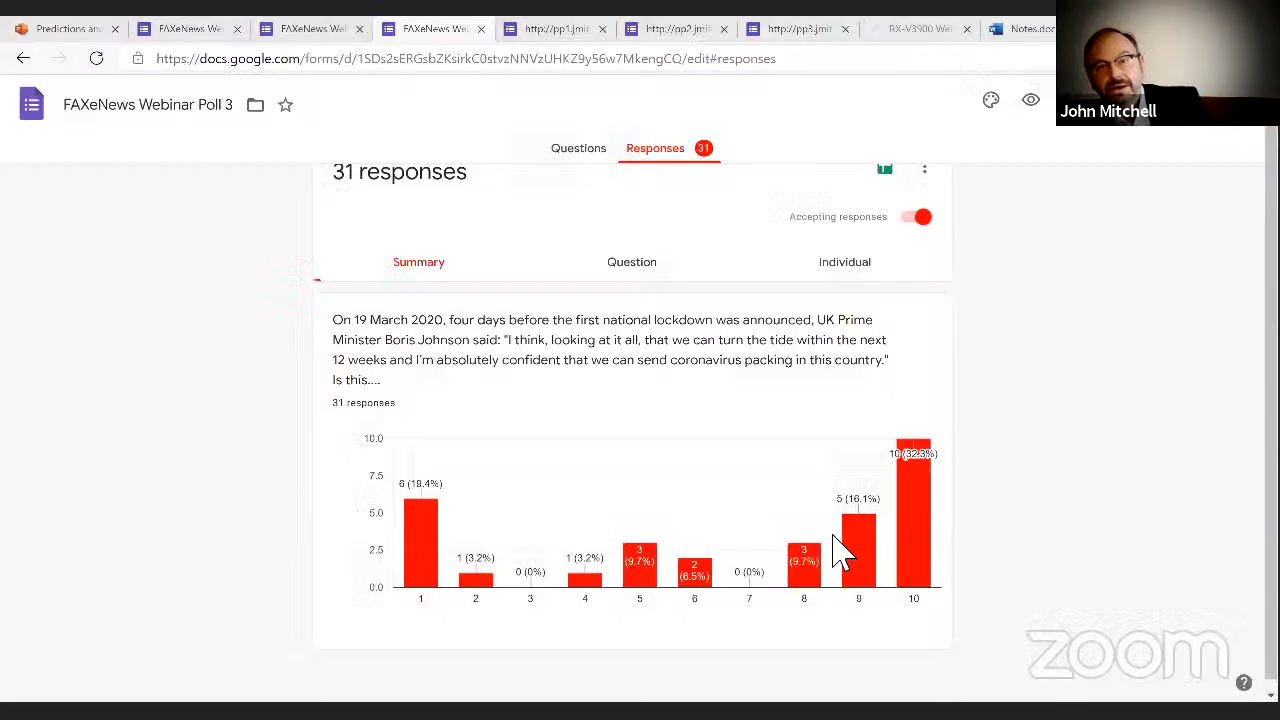 Predictions and
FAXeNews We
FAXeNews Wel
FAXeNews We
http://pp1.jmi
http://pp2.jmi
http://pp3.jmi
RX-V3900 We
Notes.doc
https://docs.google.com/forms/d/
/edit#responses
FAXeNews Webinar Poll 3
John Mitchell
Questions
Responses 31
31 responses
Accepting responses
Summary
Question
Individual
On 19 March 2020, four days before the first national lockdown was announced, UK Prime
Minister Boris Johnson said: "I think, looking at it all, that we can turn the tide within the next
12 weeks and I'm absolutely confident that we can send coronavirus packing in this country."
Is this....
31 responses
10.0
7.5
5.0
2.5
0.0
6 (19.4%)
1 (3.2%)
0 (0%)
1 (3.2%)
3
(9.7%)
2
(6.5%)
0 (0%)
3
(9.7%)
5 (16.1%)
10 (32.3%)
1 2 3 4 5 6 7 8 9 10
zoom